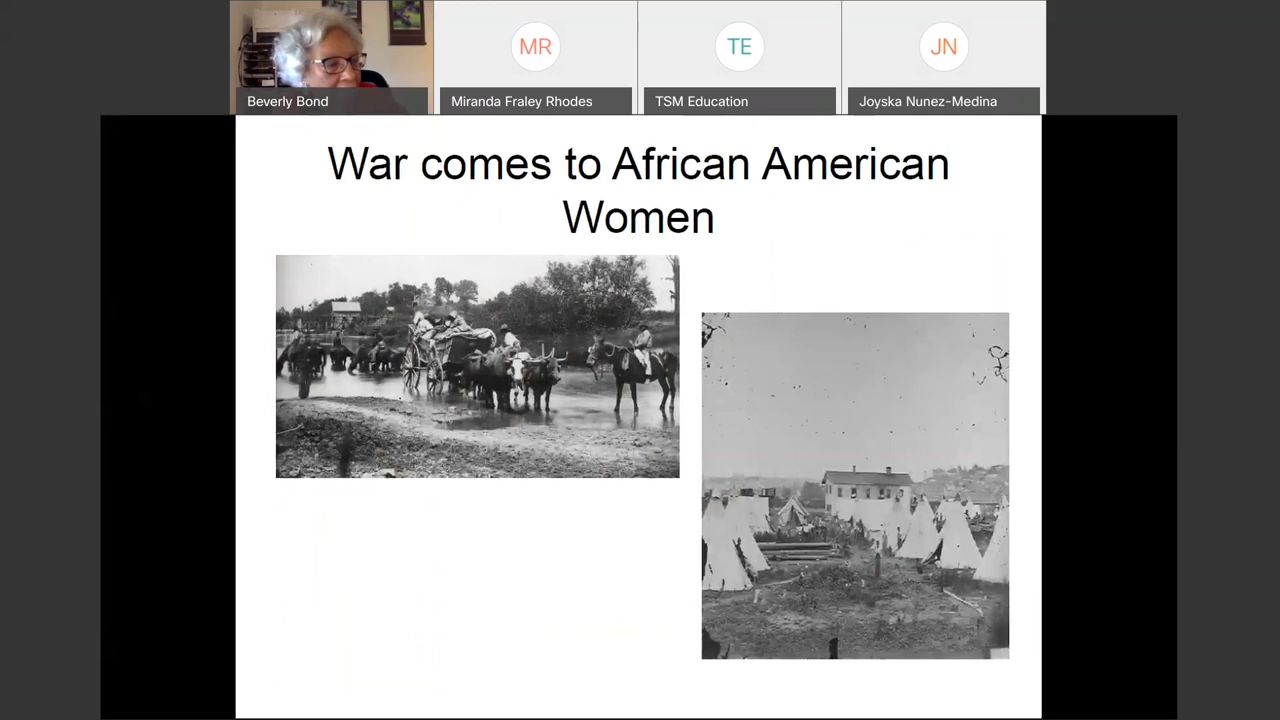 MR
TE
JN
Beverly Bond
Miranda Fraley Rhodes
TSM Education
Joyska Nunez-Medina
War comes to African American
Women